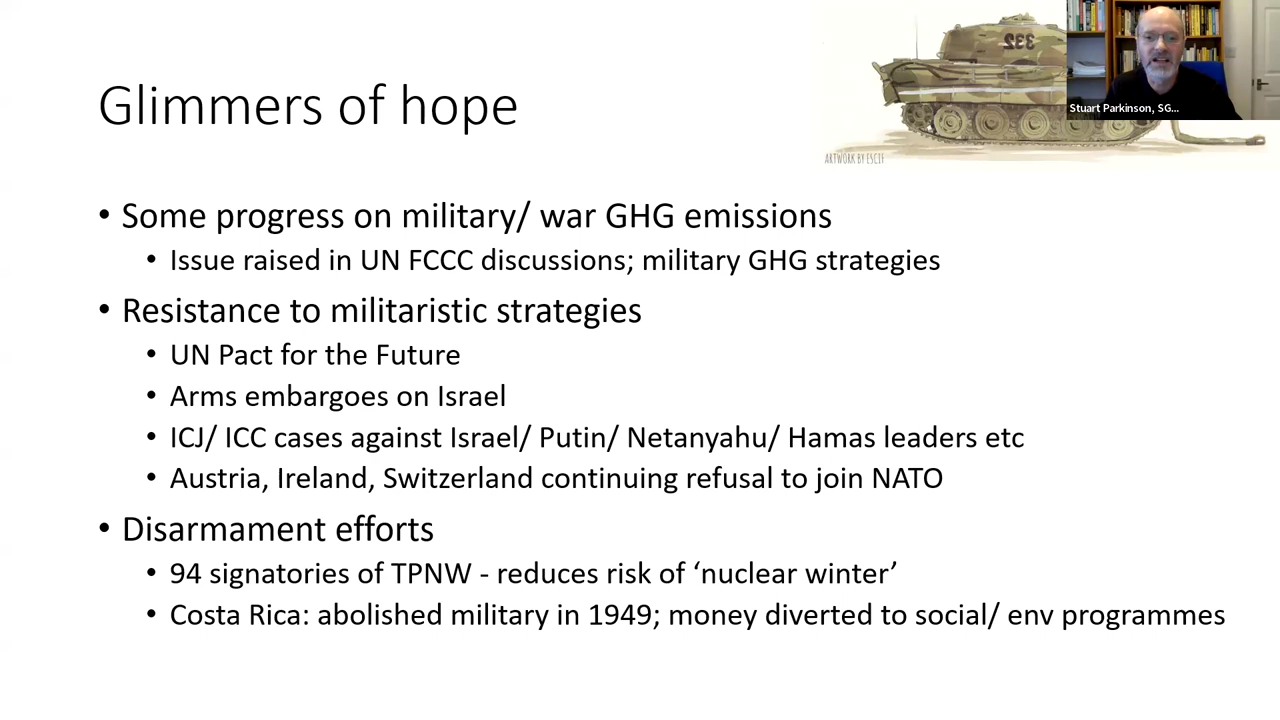 332
Stuart Parkinson, SG...
Glimmers of hope
ARTWORK BY ESCIF
• Some progress on military/ war GHG emissions
• Issue raised in UN FCCC discussions; military GHG strategies
• Resistance to militaristic strategies
• UN Pact for the Future
• Arms embargoes on Israel
• ICJ/ ICC cases against Israel/ Putin/ Netanyahu/ Hamas leaders etc
• Austria, Ireland, Switzerland continuing refusal to join NATO
• Disarmament efforts
• 94 signatories of TPNW - reduces risk of ‘nuclear winter’
• Costa Rica: abolished military in 1949; money diverted to social/ env programmes